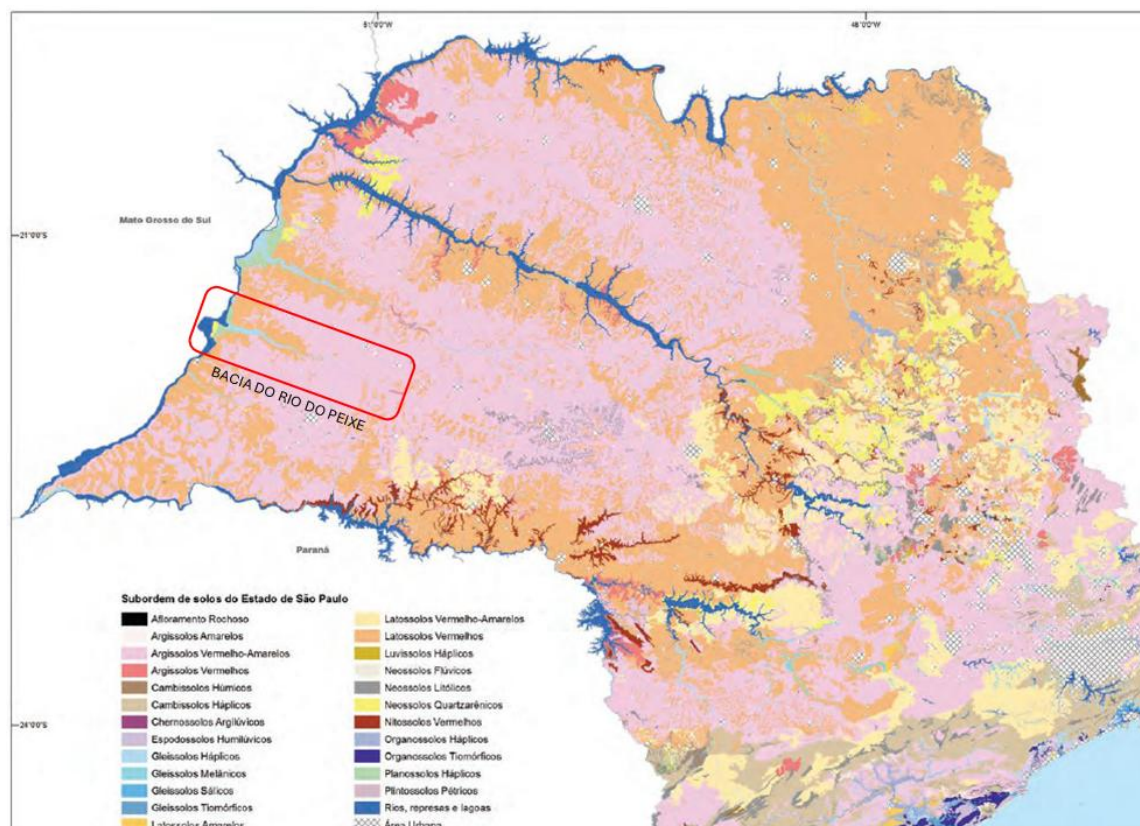 51°00'W
48°00'W
Mato Grosso do Sul
21°00'S
BACIA DO RIO DO PEIXE
Paraná
24°00'S
Subordem de solos do Estado de São Paulo
Afloramento Rochoso
Argissolos Amarelos
Argissolos Vermelho-Amarelos
Argissolos Vermelhos
Cambissolos Húmicos
Cambissolos Háplicos
Chernossolos Argilúvicos
Espodossolos Humilúvicos
Gleissolos Háplicos
Gleissolos Melânicos
Gleissolos Sálicos
Gleissolos Tiomórficos
Latossolos Amarelos
Latossolos Vermelho-Amarelos
Latossolos Vermelhos
Luvissolos Háplicos
Neossolos Flúvicos
Neossolos Litólicos
Neossolos Quartzarênicos
Nitossolos Vermelhos
Organossolos Háplicos
Organossolos Tiomórficos
Planossolos Háplicos
Plintossolos Pétricos
Rios, represas e lagoas
Área Urbana